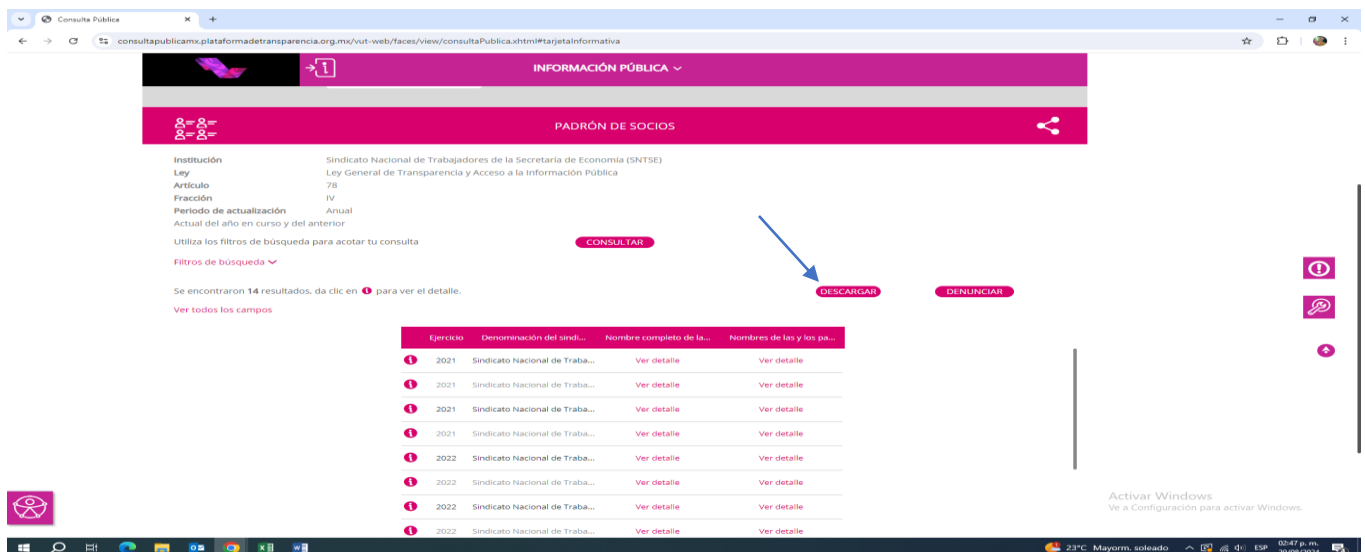 Consulta Pública
consultapublicamx.plataformadetransparencia.org.mx/vut-web/faces/view/consultaPublica.xhtml#tarjetaInformativa
INFORMACIÓN PÚBLICA
PADRÓN DE SOCIOS
Institución Sindicato Nacional de Trabajadores de la Secretaría de Economía (SNTSE)
Ley Ley General de Transparencia y Acceso a la Información Pública
Artículo 78
Fracción IV
Periodo de actualización Anual
Actual del año en curso y del anterior
Utiliza los filtros de búsqueda para acotar tu consulta CONSULTAR
Filtros de búsqueda
Se encontraron 14 resultados, da clic en i para ver el detalle. DESCARGAR DENUNCIAR
Ver todos los campos
Ejercicio Denominación del sindi... Nombre completo de la... Nombres de las y los pa...
2021 Sindicato Nacional de Traba... Ver detalle Ver detalle
2021 Sindicato Nacional de Traba... Ver detalle Ver detalle
2021 Sindicato Nacional de Traba... Ver detalle Ver detalle
2021 Sindicato Nacional de Traba... Ver detalle Ver detalle
2022 Sindicato Nacional de Traba... Ver detalle Ver detalle
2022 Sindicato Nacional de Traba... Ver detalle Ver detalle
2022 Sindicato Nacional de Traba... Ver detalle Ver detalle
2022 Sindicato Nacional de Traba... Ver detalle Ver detalle
Activar Windows
Ve a Configuración para activar Windows.
23°C Mayorm. soleado ESP 02:47 p. m.